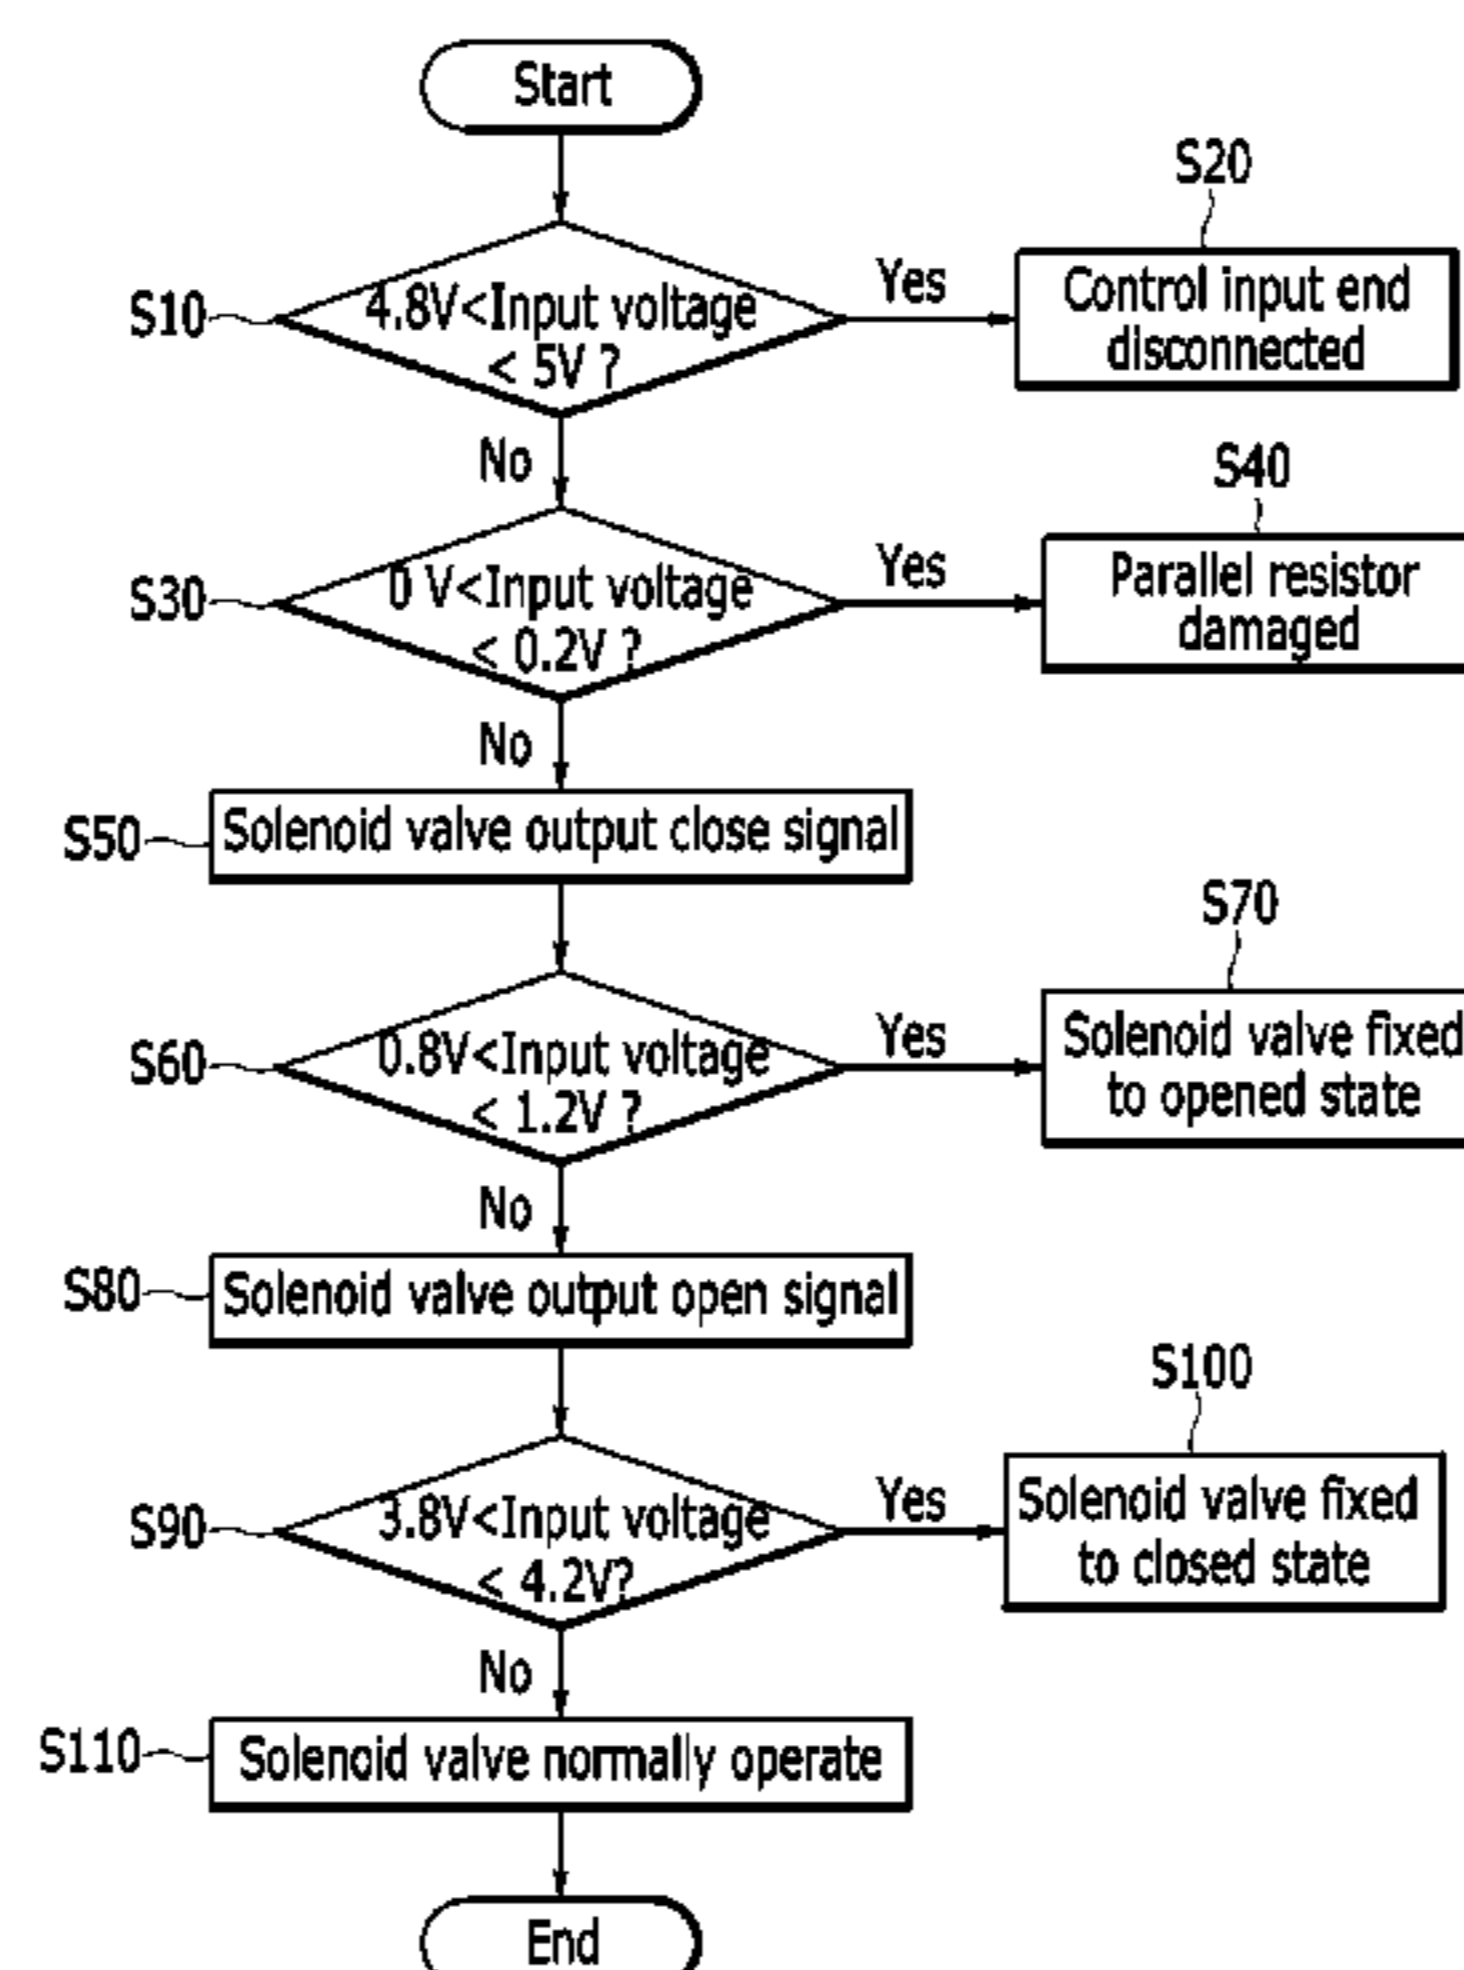 Start
S10
4.8V<Input voltage
< 5V ?
Yes
S20
Control input end
disconnected
No
S30
0 V<Input voltage
< 0.2V ?
Yes
S40
Parallel resistor
damaged
No
S50
Solenoid valve output close signal
S60
0.8V<Input voltage
< 1.2V ?
Yes
S70
Solenoid valve fixed
to opened state
No
S80
Solenoid valve output open signal
S90
3.8V<Input voltage
< 4.2V?
Yes
S100
Solenoid valve fixed
to closed state
No
S110
Solenoid valve normally operate
End